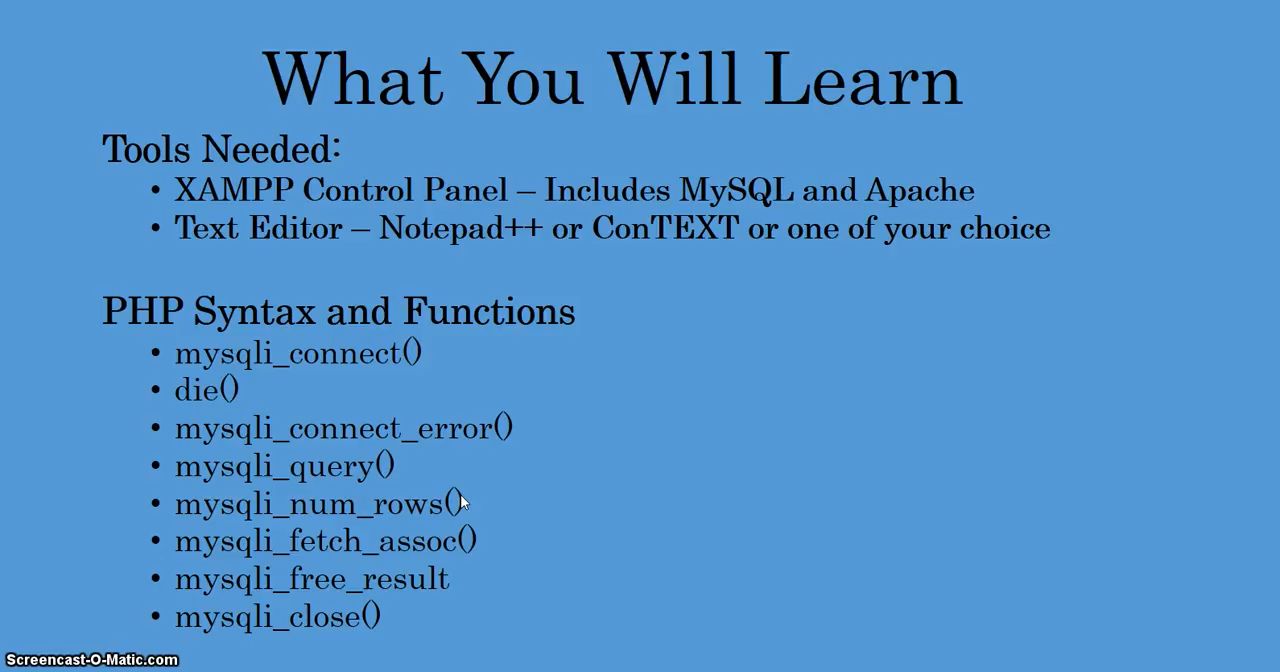 What You Will Learn
Tools Needed:
• XAMPP Control Panel – Includes MySQL and Apache
• Text Editor – Notepad++ or ConTEXT or one of your choice
PHP Syntax and Functions
• mysqli_connect()
• die()
• mysqli_connect_error()
• mysqli_query()
• mysqli_num_rows()
• mysqli_fetch_assoc()
• mysqli_free_result
• mysqli_close()
Screencast-O-Matic.com